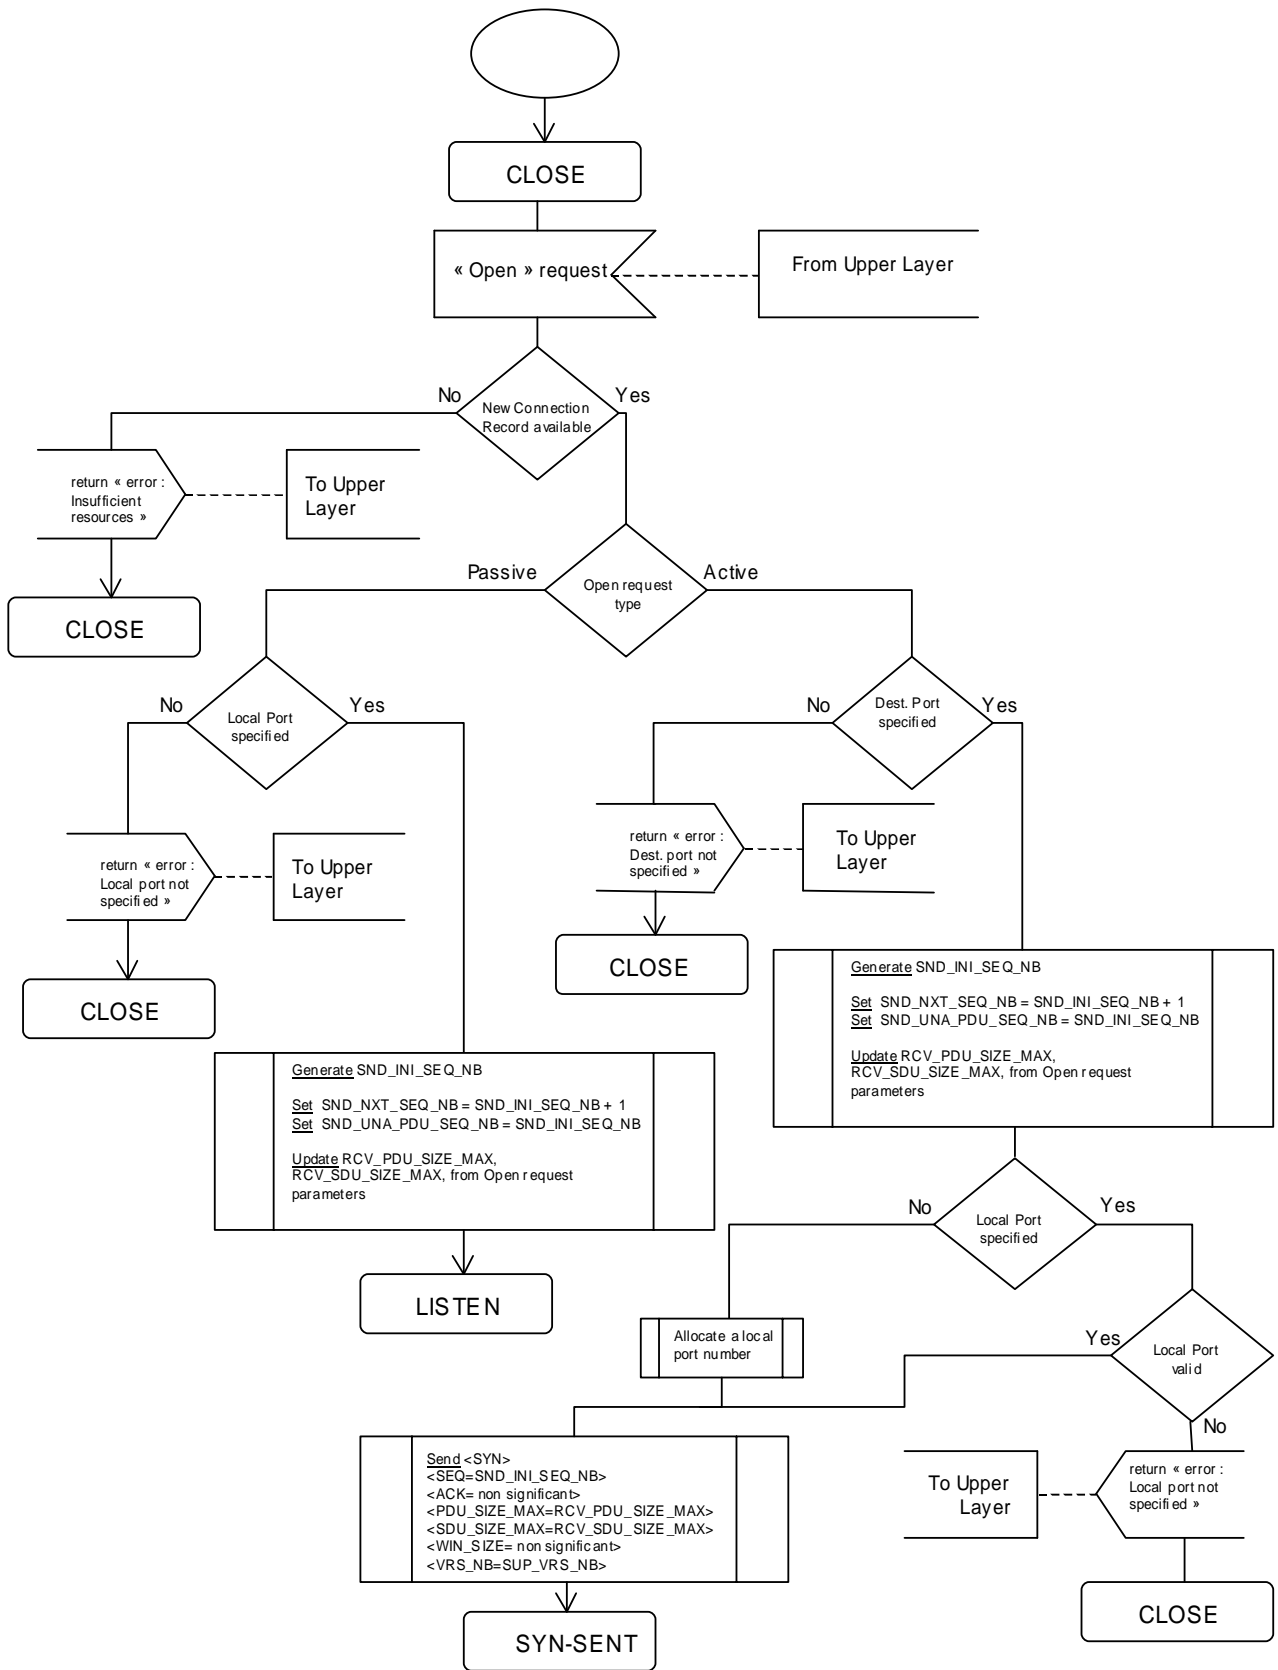 CLOSE
« Open » request
From Upper Layer
No
Yes
New Connection
Record available
return « error :
Insufficient
resources »
To Upper
Layer
CLOSE
Passive
Active
Open request
type
No
Yes
Local Port
specified
No
Yes
Dest. Port
specified
return « error :
Local port not
specified »
To Upper
Layer
CLOSE
return « error :
Dest. port not
specified »
To Upper
Layer
CLOSE
Generate SND_INI_SEQ_NB
Set SND_NXT_SEQ_NB = SND_INI_SEQ_NB + 1
Set SND_UNA_PDU_SEQ_NB = SND_INI_SEQ_NB
Update RCV_PDU_SIZE_MAX,
RCV_SDU_SIZE_MAX, from Open request
parameters
Generate SND_INI_SEQ_NB
Set SND_NXT_SEQ_NB = SND_INI_SEQ_NB + 1
Set SND_UNA_PDU_SEQ_NB = SND_INI_SEQ_NB
Update RCV_PDU_SIZE_MAX,
RCV_SDU_SIZE_MAX, from Open request
parameters
LISTEN
No
Yes
Local Port
specified
Allocate a local
port number
Yes
Local Port
valid
No
Send <SYN>
<SEQ=SND_INI_SEQ_NB>
<ACK= non significant>
<PDU_SIZE_MAX=RCV_PDU_SIZE_MAX>
<SDU_SIZE_MAX=RCV_SDU_SIZE_MAX>
<WIN_SIZE= non significant>
<VRS_NB=SUP_VRS_NB>
To Upper
Layer
return « error :
Local port not
specified »
SYN-SENT
CLOSE